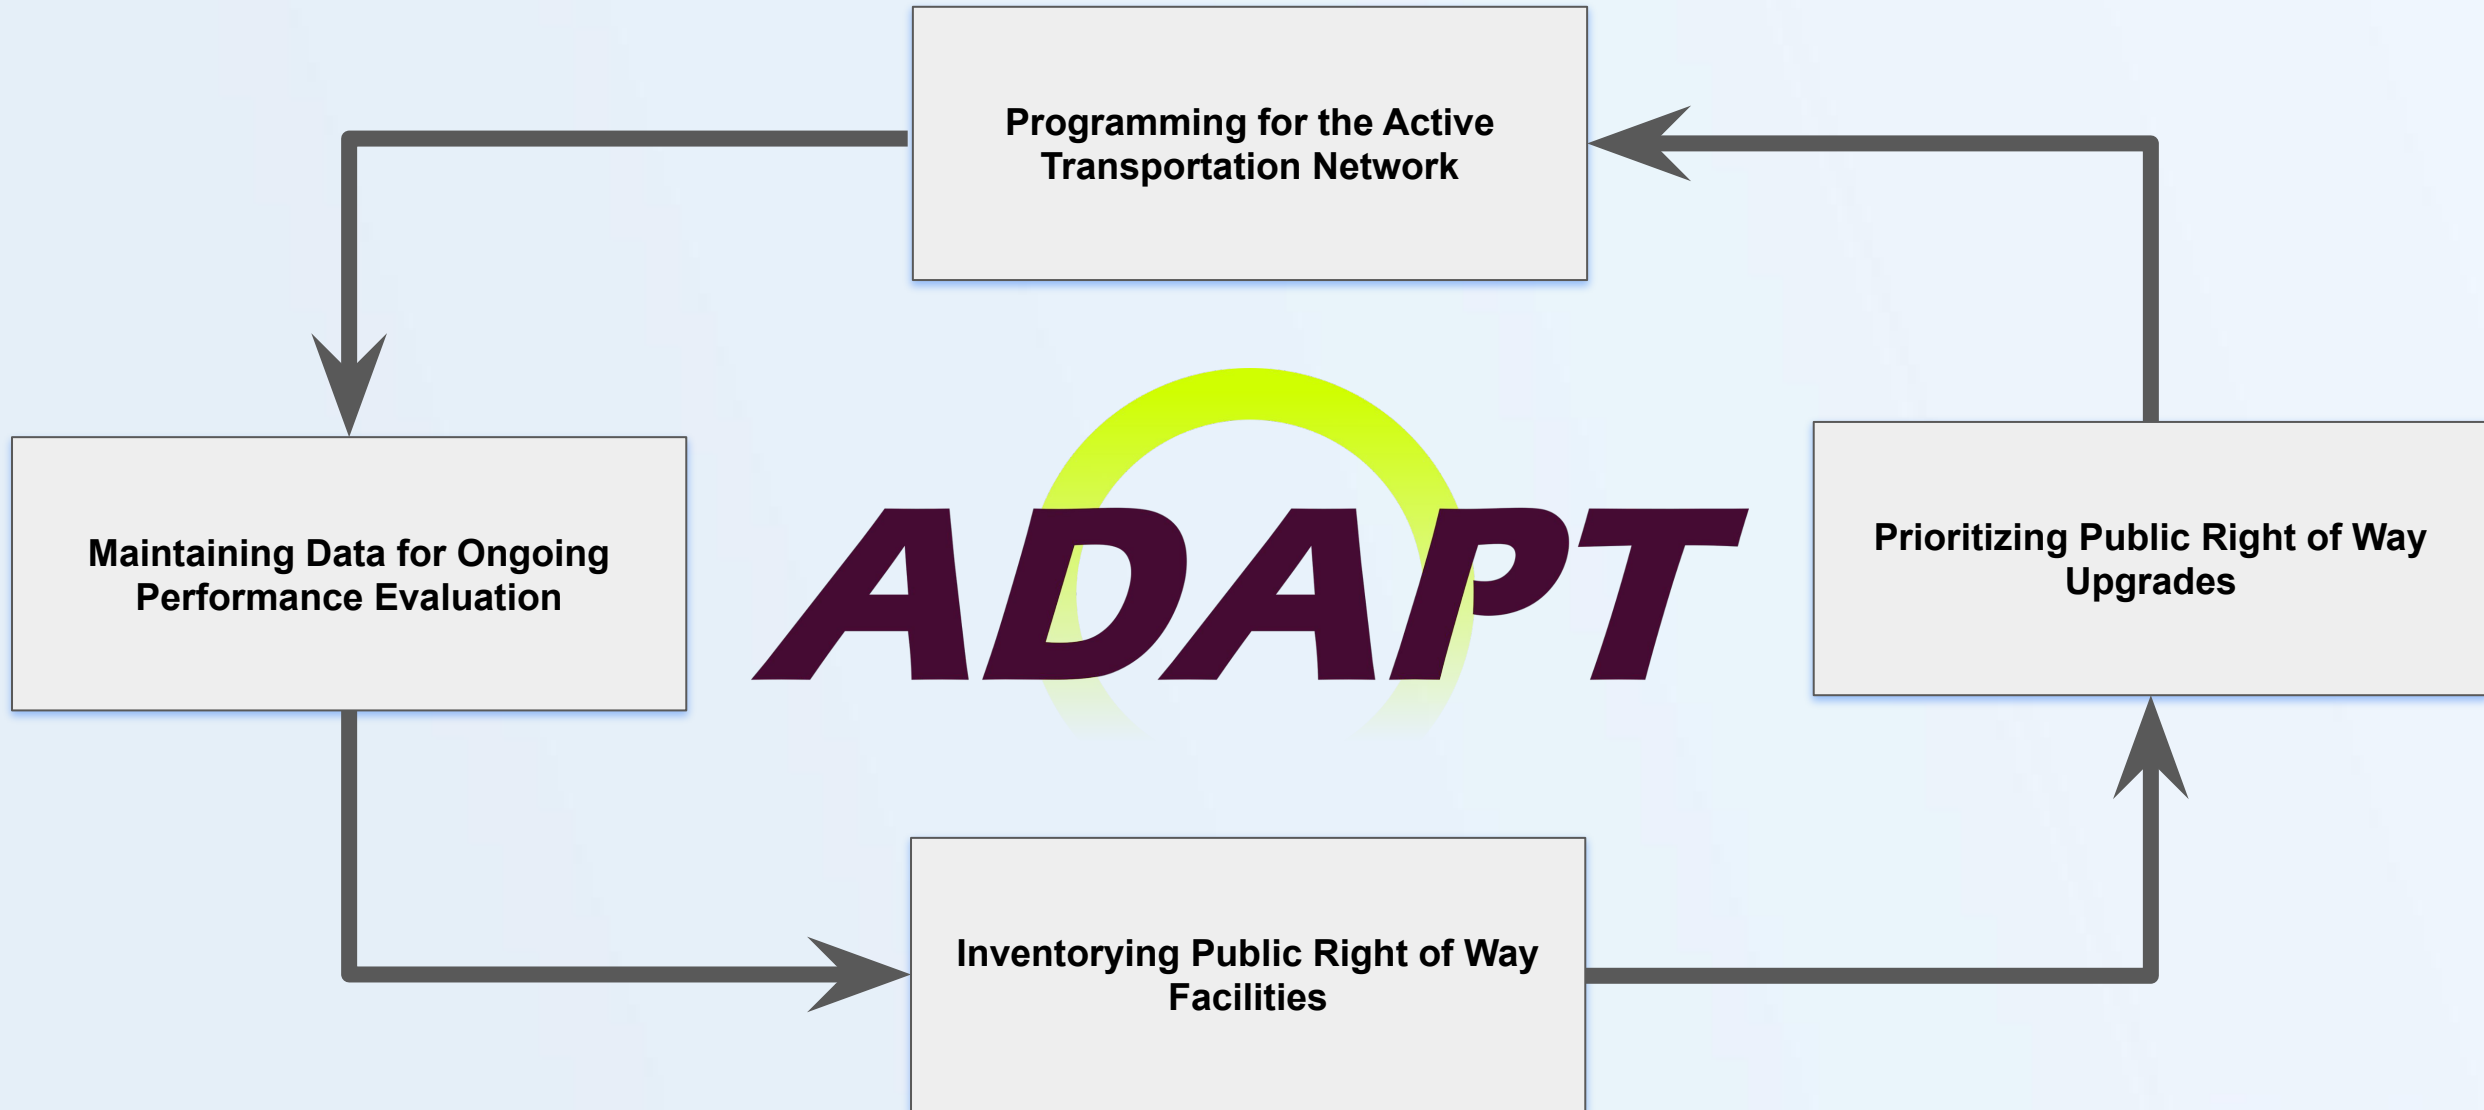 Programming for the Active
Transportation Network
Maintaining Data for Ongoing
Performance Evaluation
ADAPT
Prioritizing Public Right of Way
Upgrades
Inventorying Public Right of Way
Facilities